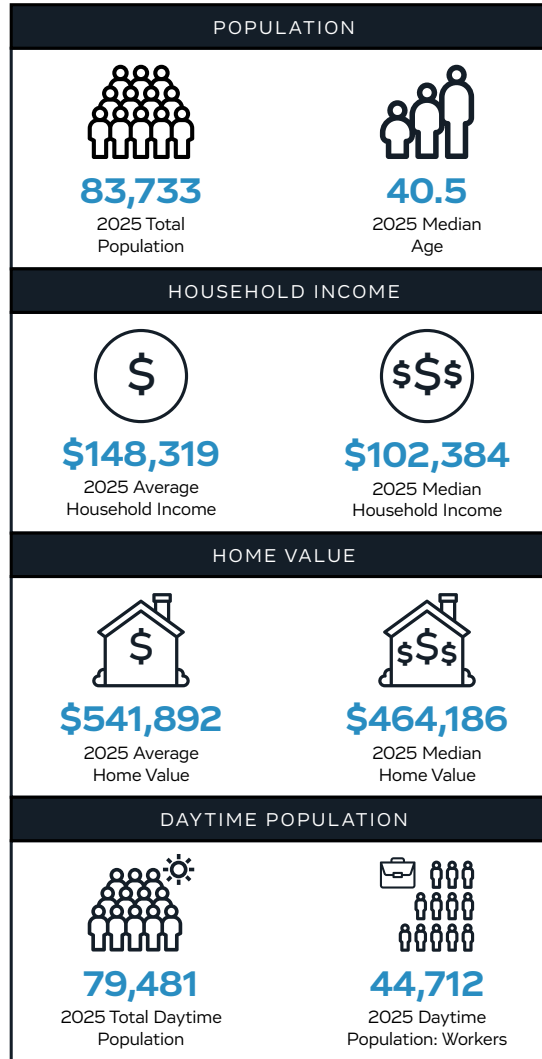 POPULATION
83,733
2025 Total
Population
40.5
2025 Median
Age
HOUSEHOLD INCOME
$
$148,319
2025 Average
Household Income
$$$
$102,384
2025 Median
Household Income
HOME VALUE
$
$541,892
2025 Average
Home Value
$$$
$464,186
2025 Median
Home Value
DAYTIME POPULATION
79,481
2025 Total Daytime
Population
44,712
2025 Daytime
Population: Workers